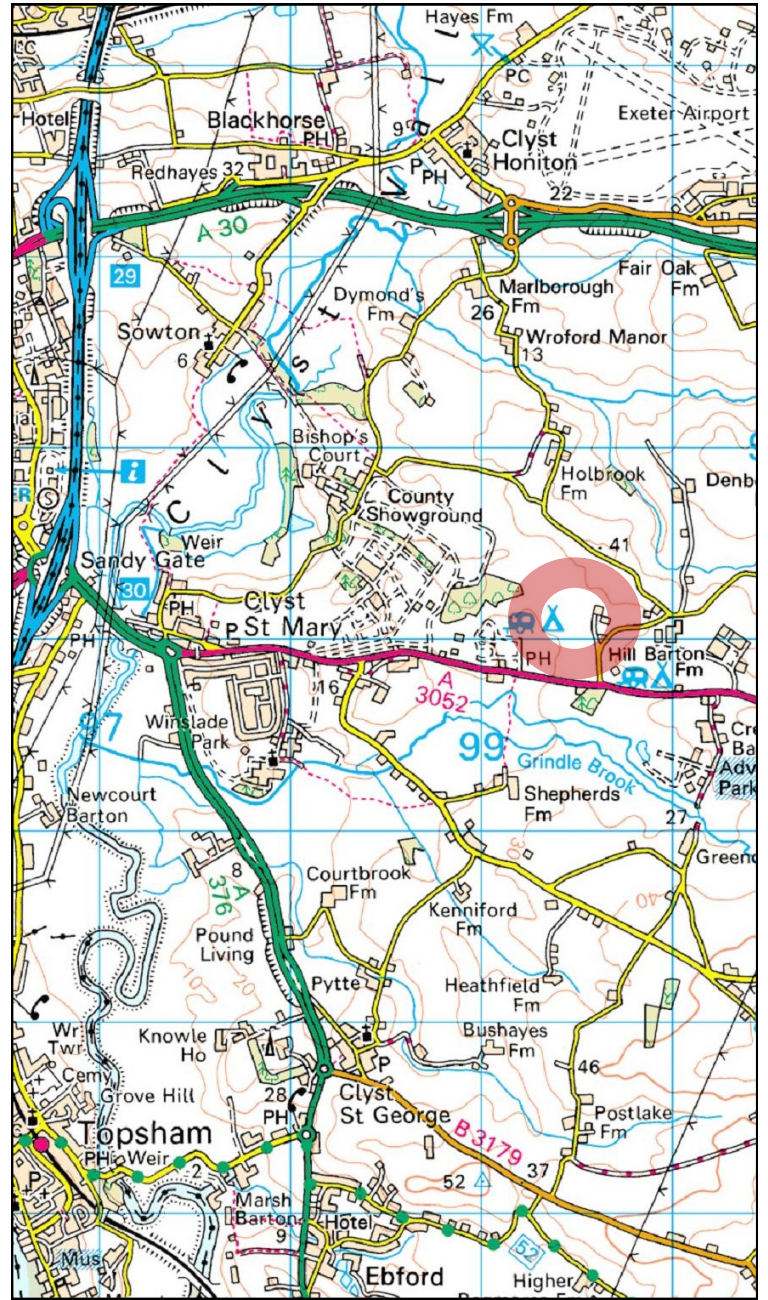 Hayes Fm
PC
Exeter Airport
Hotel
Blackhorse
PH
9
Clyst
Honiton
P
PH
Redhayes
32
22
A 30
29
Fair Oak
Fm
Dymond's
Fm
Marlborough
Fm
26
Sowton
6
Wroford Manor
13
C l y s t
V a l l
Bishop's
Court
Holbrook
Fm
County
Showground
i
S
Weir
41
Sandy Gate
30
PH
Clyst
St Mary
P
PH
PH
Hill Barton
Fm
A
3052
16
Winslade
Park
99
Grindle Brook
Newcourt
Barton
Shepherds
Fm
27
30
8
A
376
Courtbrook
Fm
Kenniford
Fm
40
Pound
Living
10
20
Pytte
Heathfield
Fm
Wr
Twr
Knowle
Ho
Bushayes
Fm
Cemy
Grove Hill
P
46
28
PH
Clyst
St George
Postlake
Fm
Topsham
PH
Weir
2
B 3179
37
52
P
Marsh
Barton
9
Hotel
52
Mus
Ebford
Higher